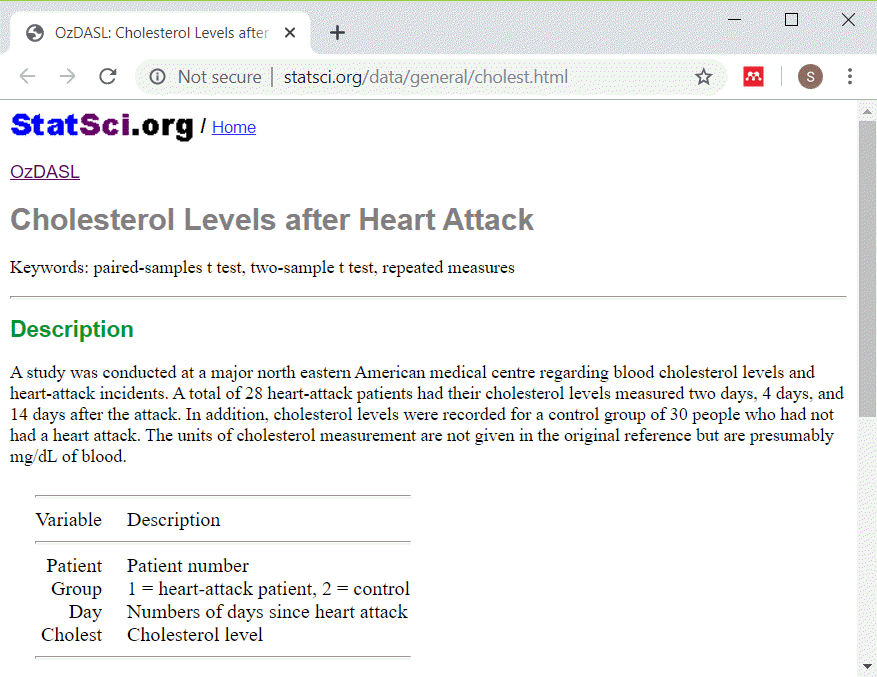 OzDASL: Cholesterol Levels after
Not secure | statsci.org/data/general/cholest.html
S
StatSci.org / Home
OzDASL
Cholesterol Levels after Heart Attack
Keywords: paired-samples t test, two-sample t test, repeated measures
Description
A study was conducted at a major north eastern American medical centre regarding blood cholesterol levels and
heart-attack incidents. A total of 28 heart-attack patients had their cholesterol levels measured two days, 4 days, and
14 days after the attack. In addition, cholesterol levels were recorded for a control group of 30 people who had not
had a heart attack. The units of cholesterol measurement are not given in the original reference but are presumably
mg/dL of blood.
Variable Description
Patient Patient number
Group 1 = heart-attack patient, 2 = control
Day Numbers of days since heart attack
Cholest Cholesterol level